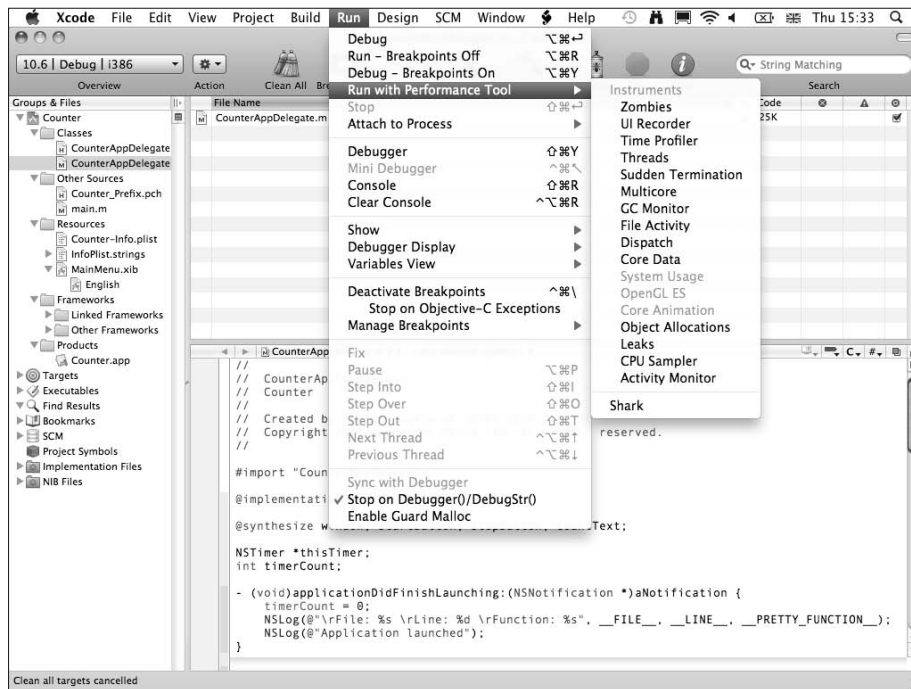 Xcode File Edit View Project Build Run Design SCM Window Help Thu 15:33
10.6 | Debug | i386
String Matching
Overview Action Clean All Search
Groups & Files
Counter
Classes
CounterAppDelegate
CounterAppDelegate
Other Sources
Counter_Prefix.pch
main.m
Resources
Counter-Info.plist
InfoPlist.strings
MainMenu.xib
English
Frameworks
Linked Frameworks
Other Frameworks
Products
Counter.app
Targets
Executables
Find Results
Bookmarks
SCM
Project Symbols
Implementation Files
NIB Files
File Name Code
CounterAppDelegate.m 25K
Debug ⌥⌘↩
Run – Breakpoints Off ⌥⌘R
Debug – Breakpoints On ⌥⌘Y
Run with Performance Tool
Stop ⇧⌘↩
Attach to Process
Debugger ⇧⌘Y
Mini Debugger
Console ⇧⌘R
Clear Console ^⌥⌘R
Show
Debugger Display
Variables View
Deactivate Breakpoints ^⌘\
Stop on Objective-C Exceptions
Manage Breakpoints
Fix
Pause ⌥⌘P
Step Into ⇧⌘I
Step Over ⇧⌘O
Step Out ⇧⌘T
Next Thread ^⌥⌘↑
Previous Thread ^⌥⌘↓
Sync with Debugger
✓ Stop on Debugger()/DebugStr()
Enable Guard Malloc
Instruments
Zombies
UI Recorder
Time Profiler
Threads
Sudden Termination
Multicore
GC Monitor
File Activity
Dispatch
Core Data
System Usage
OpenGL ES
Core Animation
Object Allocations
Leaks
CPU Sampler
Activity Monitor
Shark
CounterApp
//
// CounterAp
// Counter
//
// Created b
// Copyright reserved.
//
#import "Coun
@implementati
@synthesize Text;
NSTimer *thisTimer;
int timerCount;
- (void)applicationDidFinishLaunching:(NSNotification *)aNotification {
timerCount = 0;
NSLog(@"\rFile: %s \rLine: %d \rFunction: %s", __FILE__, __LINE__, __PRETTY_FUNCTION__);
NSLog(@"Application launched");
}
Clean all targets cancelled